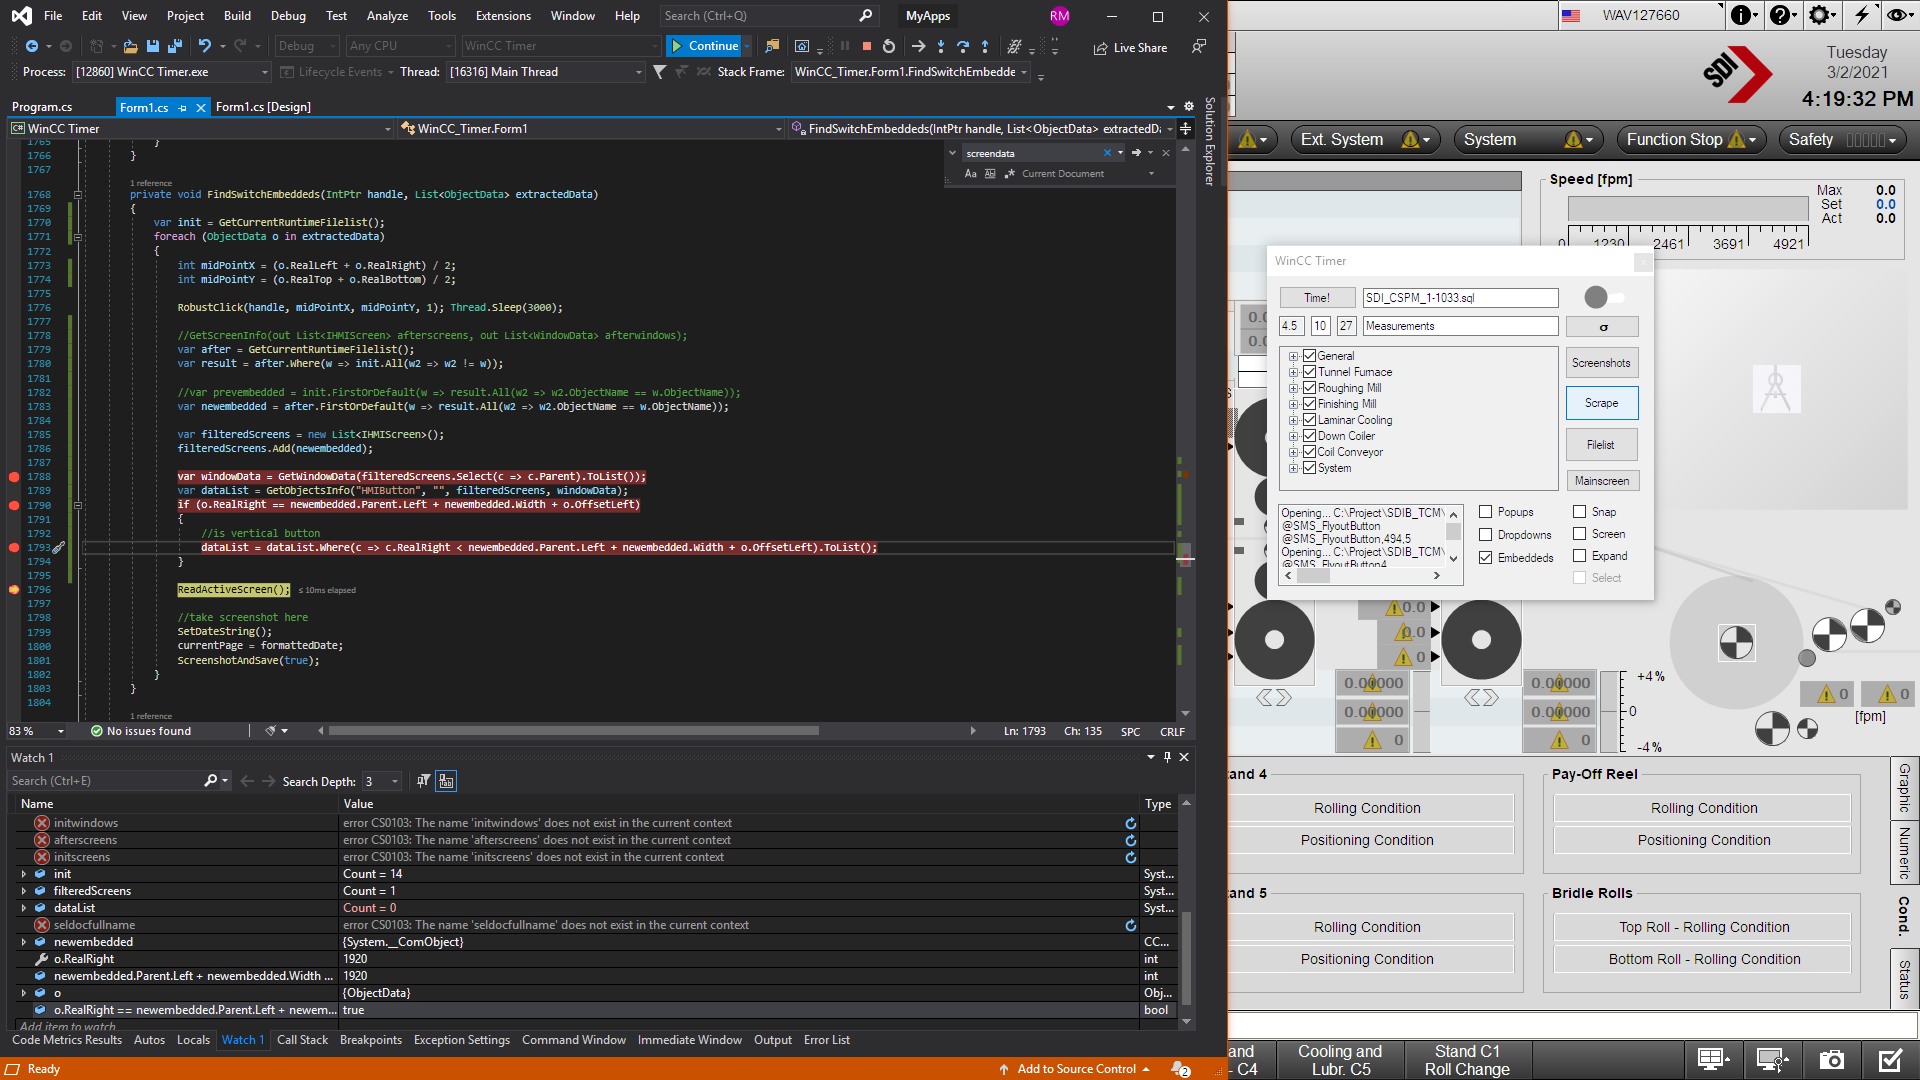 File Edit View Project Build Debug Test Analyze Tools Extensions Window Help Search (Ctrl+Q) MyApps RM
Debug Any CPU WinCC Timer Continue Live Share
Process: [12860] WinCC Timer.exe Lifecycle Events Thread: [16316] Main Thread Stack Frame: WinCC_Timer.Form1.FindSwitchEmbedde
Program.cs Form1.cs Form1.cs [Design]
WinCC Timer WinCC_Timer.Form1 FindSwitchEmbeddeds(IntPtr handle, List<ObjectData> extractedDa
Solution Explorer
screendata
Aa Current Document
1765 }
1766 }
1767
1 reference
1768 private void FindSwitchEmbeddeds(IntPtr handle, List<ObjectData> extractedData)
1769 {
1770 var init = GetCurrentRuntimeFilelist();
1771 foreach (ObjectData o in extractedData)
1772 {
1773 int midPointX = (o.RealLeft + o.RealRight) / 2;
1774 int midPointY = (o.RealTop + o.RealBottom) / 2;
1775
1776 RobustClick(handle, midPointX, midPointY, 1); Thread.Sleep(3000);
1777
1778 //GetScreenInfo(out List<IHMIScreen> afterscreens, out List<WindowData> afterwindows);
1779 var after = GetCurrentRuntimeFilelist();
1780 var result = after.Where(w => init.All(w2 => w2 != w));
1781
1782 //var prevembedded = init.FirstOrDefault(w => result.All(w2 => w2.ObjectName == w.ObjectName));
1783 var newembedded = after.FirstOrDefault(w => result.All(w2 => w2.ObjectName == w.ObjectName));
1784
1785 var filteredScreens = new List<IHMIScreen>();
1786 filteredScreens.Add(newembedded);
1787
1788 var windowData = GetWindowData(filteredScreens.Select(c => c.Parent).ToList());
1789 var dataList = GetObjectsInfo("HMIButton", "", filteredScreens, windowData);
1790 if (o.RealRight == newembedded.Parent.Left + newembedded.Width + o.OffsetLeft)
1791 {
1792 //is vertical button
1793 dataList = dataList.Where(c => c.RealRight < newembedded.Parent.Left + newembedded.Width + o.OffsetLeft).ToList();
1794 }
1795
1796 ReadActiveScreen(); ≤ 10ms elapsed
1797
1798 //take screenshot here
1799 SetDateString();
1800 currentPage = formattedDate;
1801 ScreenshotAndSave(true);
1802 }
1803 }
1804
1 reference
83 % No issues found Ln: 1793 Ch: 135 SPC CRLF
Watch 1
Search (Ctrl+E) Search Depth: 3
Name Value Type
initwindows error CS0103: The name 'initwindows' does not exist in the current context
afterscreens error CS0103: The name 'afterscreens' does not exist in the current context
initscreens error CS0103: The name 'initscreens' does not exist in the current context
init Count = 14 Syst...
filteredScreens Count = 1 Syst...
dataList Count = 0 Syst...
seldocfullname error CS0103: The name 'seldocfullname' does not exist in the current context
newembedded {System.__ComObject} CC...
o.RealRight 1920 int
newembedded.Parent.Left + newembedded.Width ... 1920 int
o {ObjectData} Obj...
o.RealRight == newembedded.Parent.Left + newem... true bool
Add item to watch
Code Metrics Results Autos Locals Watch 1 Call Stack Breakpoints Exception Settings Command Window Immediate Window Output Error List
Ready Add to Source Control 2
WAV127660
SDI
Tuesday
3/2/2021
4:19:32 PM
Ext. System System Function Stop Safety
Speed [fpm]
Max 0.0
Set 0.0
Act 0.0
0 1230 2461 3691 4921
WinCC Timer
Time! SDI_CSPM_1-1033.sql
4.5 10 27 Measurements σ
General
Tunnel Furnace
Roughing Mill
Finishing Mill
Laminar Cooling
Down Coiler
Coil Conveyor
System
Screenshots
Scrape
Filelist
Mainscreen
Opening... C:\Project\SDIB_TCM\
@SMS_FlyoutButton
@SMS_FlyoutButton,494,5
Opening... C:\Project\SDIB_TCM\
@SMS_FlyoutButton4
Popups Snap
Dropdowns Screen
Embeddeds Expand
Select
0.0
0.0
0.0
0.0
0
0.00000 0.00000
0.00000 0.00000
0 0
+4 %
0
-4 %
0 0
[fpm]
and 4
Rolling Condition
Positioning Condition
Pay-Off Reel
Rolling Condition
Positioning Condition
and 5
Rolling Condition
Positioning Condition
Bridle Rolls
Top Roll - Rolling Condition
Bottom Roll - Rolling Condition
Graphic
Numeric
Cond.
Status
and
- C4
Cooling and
Lubr. C5
Stand C1
Roll Change